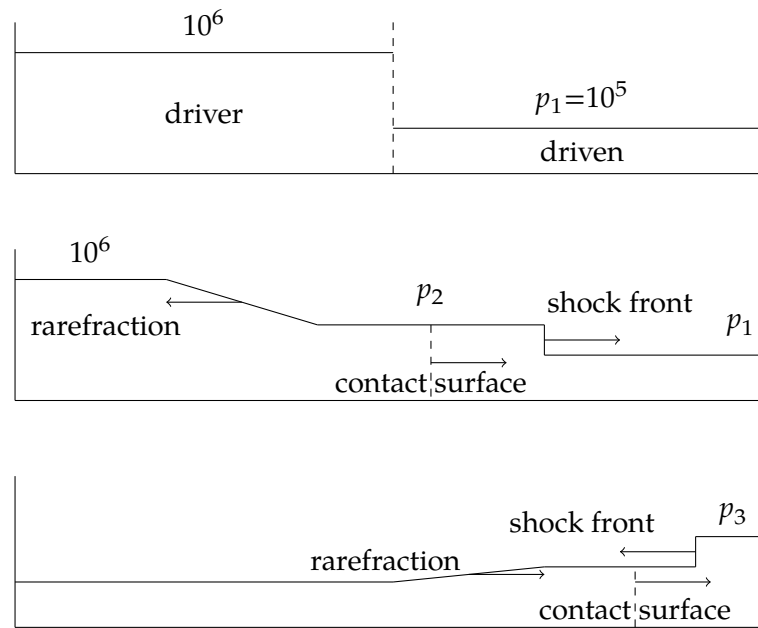 10⁶
driver
p₁=10⁵
driven
10⁶
rarefraction
p₂
contact surface
shock front
p₁
rarefraction
shock front
p₃
contact surface